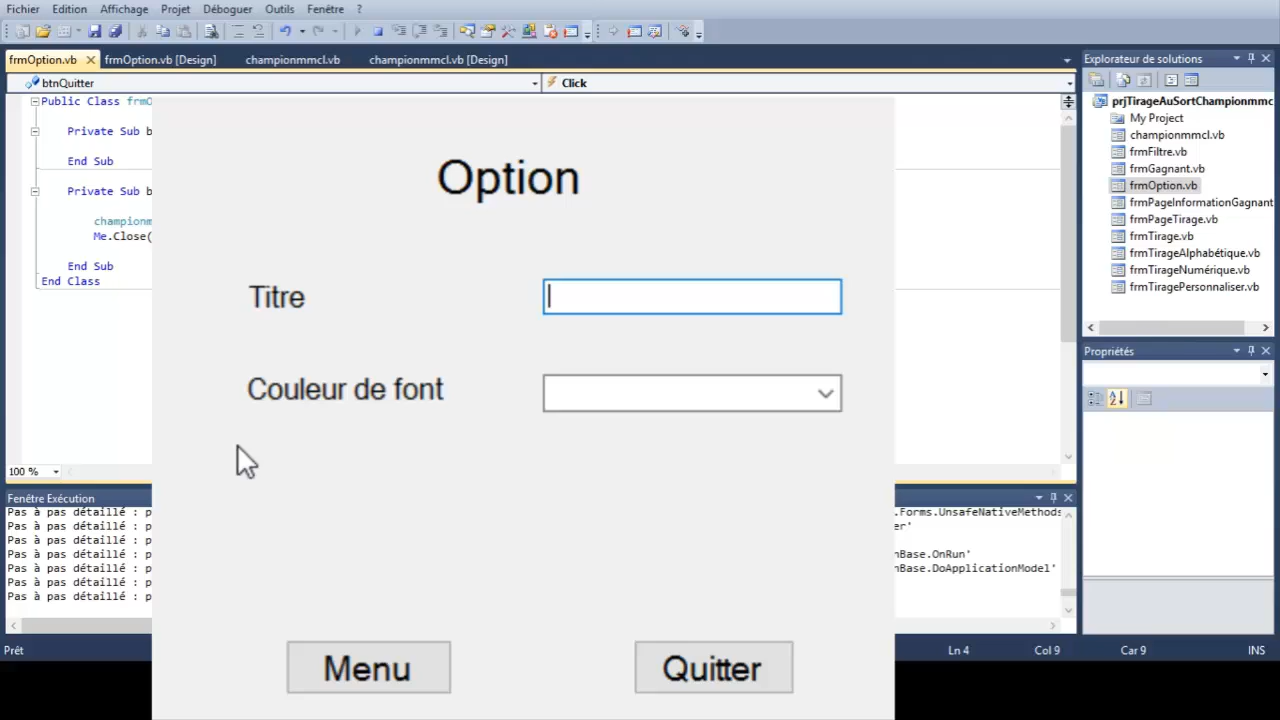 Fichier Edition Affichage Projet Déboguer Outils Fenêtre ?
frmOption.vb frmOption.vb [Design] championmmcl.vb championmmcl.vb [Design]
btnQuitter Click
Public Class frmO
Private Sub b
End Sub
Private Sub b
championm
Me.Close(
End Sub
End Class
100 %
Option
Titre
Couleur de font
Menu Quitter
Explorateur de solutions
prjTirageAuSortChampionmmc
My Project
championmmcl.vb
frmFiltre.vb
frmGagnant.vb
frmOption.vb
frmPageInformationGagnant
frmPageTirage.vb
frmTirage.vb
frmTirageAlphabétique.vb
frmTirageNumérique.vb
frmTiragePersonnaliser.vb
Propriétés
Fenêtre Exécution
Pas à pas détaillé : p .Forms.UnsafeNativeMethods
Pas à pas détaillé : p er'
Pas à pas détaillé : p
Pas à pas détaillé : p nBase.OnRun'
Pas à pas détaillé : p nBase.DoApplicationModel'
Pas à pas détaillé : p
Pas à pas détaillé : p
Prêt Ln 4 Col 9 Car 9 INS